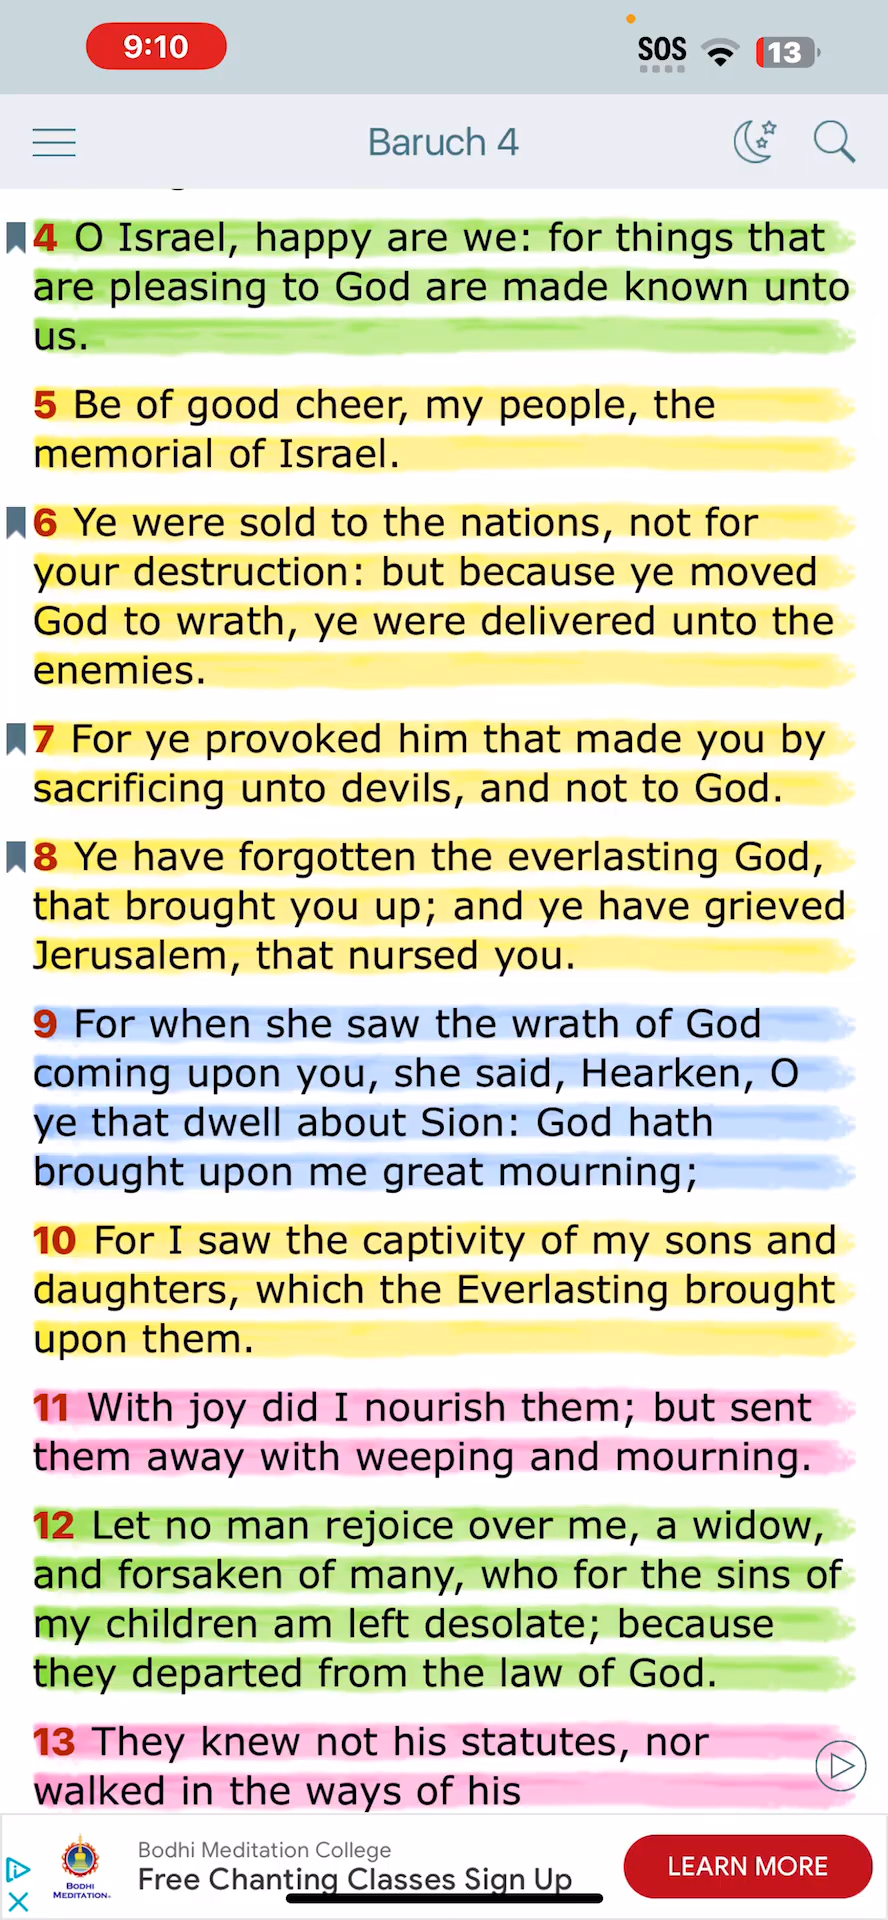 9:10
SOS
13
Baruch 4
4 O Israel, happy are we: for things that
are pleasing to God are made known unto
us.
5 Be of good cheer, my people, the
memorial of Israel.
6 Ye were sold to the nations, not for
your destruction: but because ye moved
God to wrath, ye were delivered unto the
enemies.
7 For ye provoked him that made you by
sacrificing unto devils, and not to God.
8 Ye have forgotten the everlasting God,
that brought you up; and ye have grieved
Jerusalem, that nursed you.
9 For when she saw the wrath of God
coming upon you, she said, Hearken, O
ye that dwell about Sion: God hath
brought upon me great mourning;
10 For I saw the captivity of my sons and
daughters, which the Everlasting brought
upon them.
11 With joy did I nourish them; but sent
them away with weeping and mourning.
12 Let no man rejoice over me, a widow,
and forsaken of many, who for the sins of
my children am left desolate; because
they departed from the law of God.
13 They knew not his statutes, nor
walked in the ways of his
Bodhi Meditation College
Free Chanting Classes Sign Up
LEARN MORE
BODHI
MEDITATION